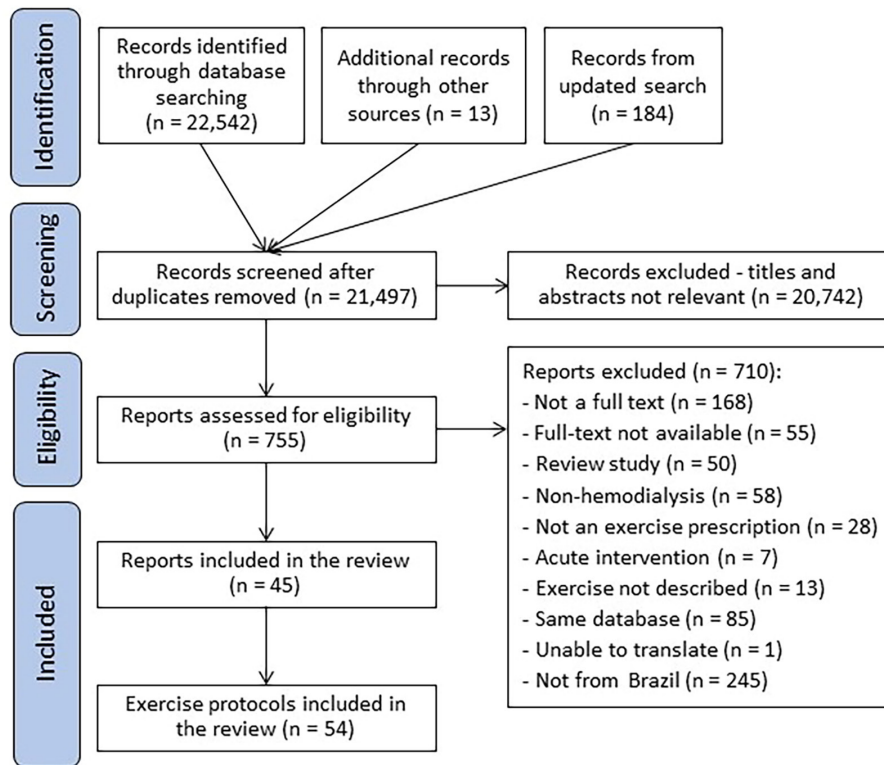 Identification
Records identified
through database
searching
(n = 22,542)
Additional records
through other
sources (n = 13)
Records from
updated search
(n = 184)
Screening
Records screened after
duplicates removed (n = 21,497)
Records excluded - titles and
abstracts not relevant (n = 20,742)
Eligibility
Reports assessed for eligibility
(n = 755)
Reports excluded (n = 710):
- Not a full text (n = 168)
- Full-text not available (n = 55)
- Review study (n = 50)
- Non-hemodialysis (n = 58)
- Not an exercise prescription (n = 28)
- Acute intervention (n = 7)
- Exercise not described (n = 13)
- Same database (n = 85)
- Unable to translate (n = 1)
- Not from Brazil (n = 245)
Included
Reports included in the review
(n = 45)
Exercise protocols included in
the review (n = 54)